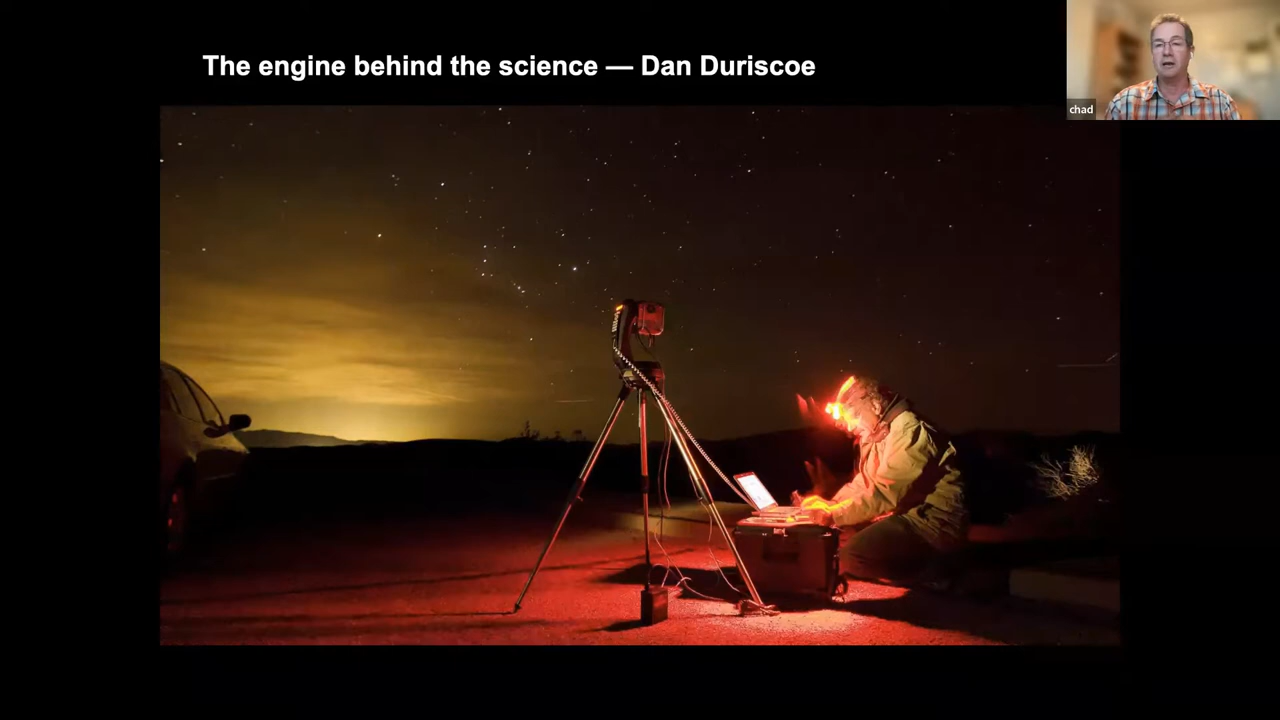 The engine behind the science — Dan Duriscoe
chad